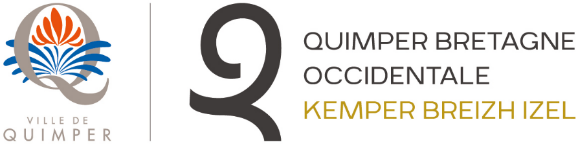 VILLE DE
QUIMPER
QUIMPER BRETAGNE
OCCIDENTALE
KEMPER BREIZH IZEL